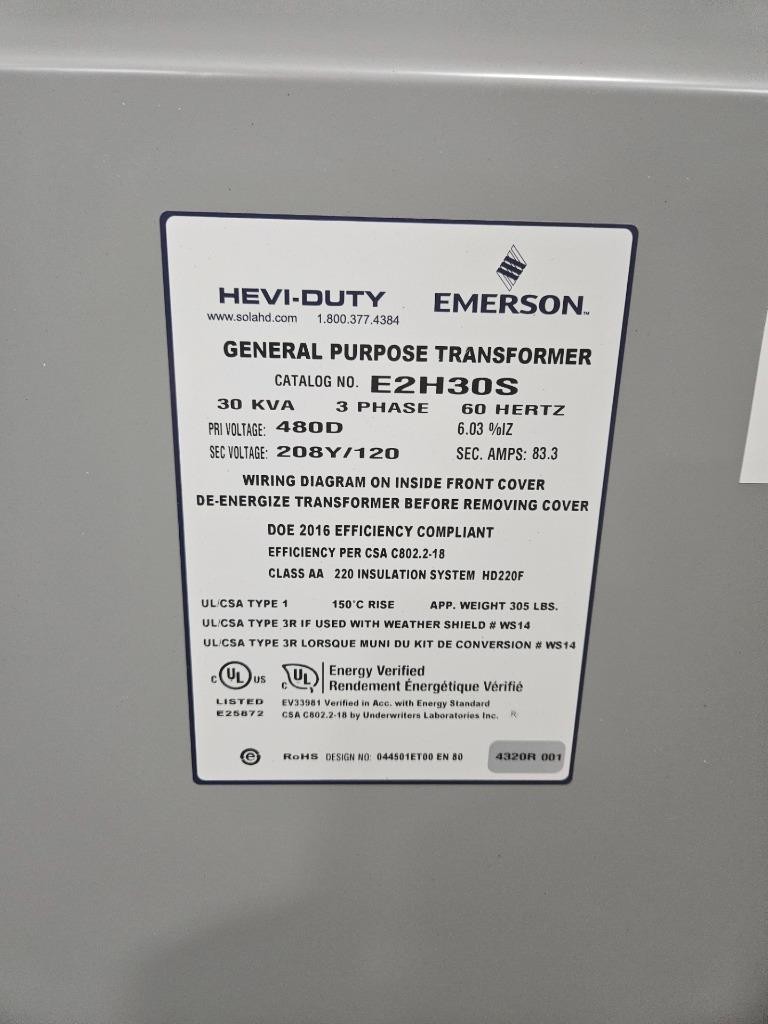 HEVI-DUTY
EMERSON™
www.solahd.com 1.800.377.4384
GENERAL PURPOSE TRANSFORMER
CATALOG NO. E2H30S
30 KVA 3 PHASE 60 HERTZ
PRI VOLTAGE: 480D 6.03 %IZ
SEC VOLTAGE: 208Y/120 SEC. AMPS: 83.3
WIRING DIAGRAM ON INSIDE FRONT COVER
DE-ENERGIZE TRANSFORMER BEFORE REMOVING COVER
DOE 2016 EFFICIENCY COMPLIANT
EFFICIENCY PER CSA C802.2-18
CLASS AA 220 INSULATION SYSTEM HD220F
UL/CSA TYPE 1 150°C RISE APP. WEIGHT 305 LBS.
UL/CSA TYPE 3R IF USED WITH WEATHER SHIELD # WS14
UL/CSA TYPE 3R LORSQUE MUNI DU KIT DE CONVERSION # WS14
C UL US
LISTED
E25872
C UL
Energy Verified
Rendement Énergétique Vérifié
EV33981 Verified in Acc. with Energy Standard
CSA C802.2-18 by Underwriters Laboratories Inc. R
e RoHS DESIGN NO: 044501ET00 EN 80 4320R 001